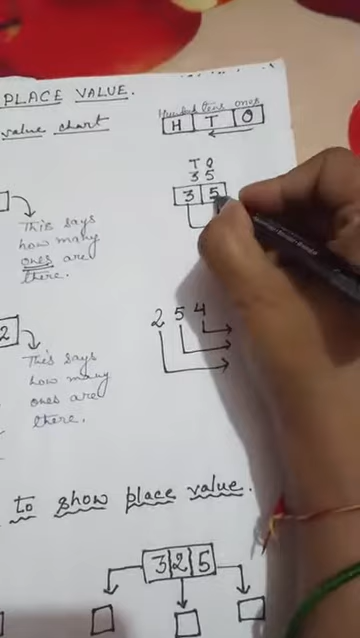 PLACE VALUE.
value chart
Hundred tens ones
H T O
T O
3 5
3 5
This says
how many
ones are
there.
2 5 4
2
This says
how many
ones are
there.
to show place value.
3 2 5